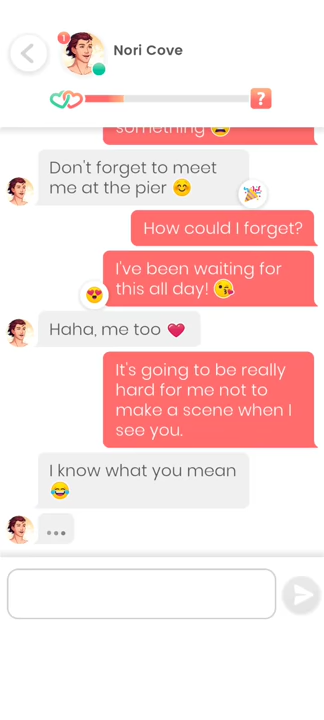 1
Nori Cove
?
something 😩
Don't forget to meet
me at the pier 😊
🎉
How could I forget?
I've been waiting for
this all day! 😘
😍
Haha, me too ❤️
It's going to be really
hard for me not to
make a scene when I
see you.
I know what you mean
😂
...